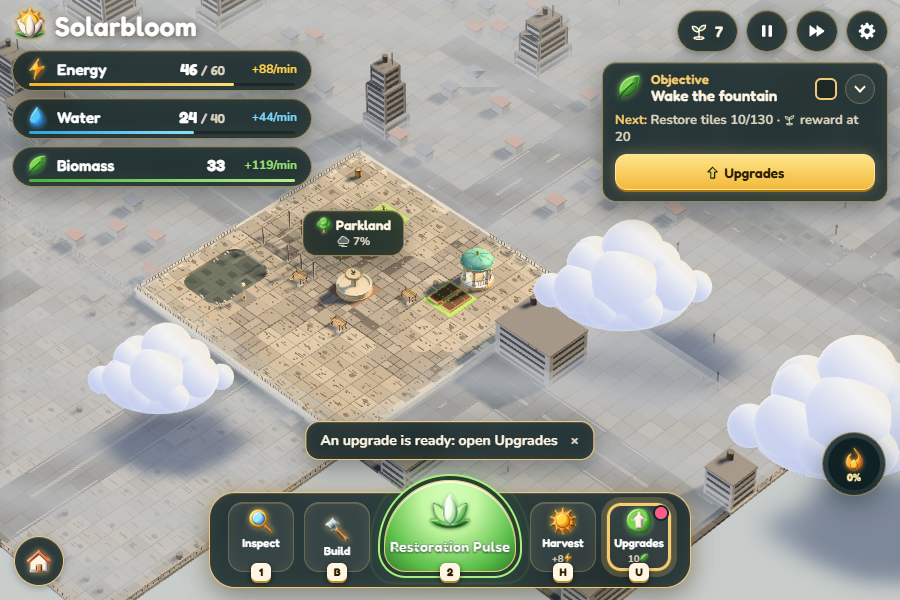 Solarbloom
Energy 46 / 60 +88/min
Water 24 / 40 +44/min
Biomass 33 +119/min
7
Objective
Wake the fountain
Next: Restore tiles 10/130 · reward at
20
Upgrades
Parkland
7%
An upgrade is ready: open Upgrades ×
0%
Inspect
1
Build
B
Restoration Pulse
2
Harvest
+8
H
Upgrades
10
U